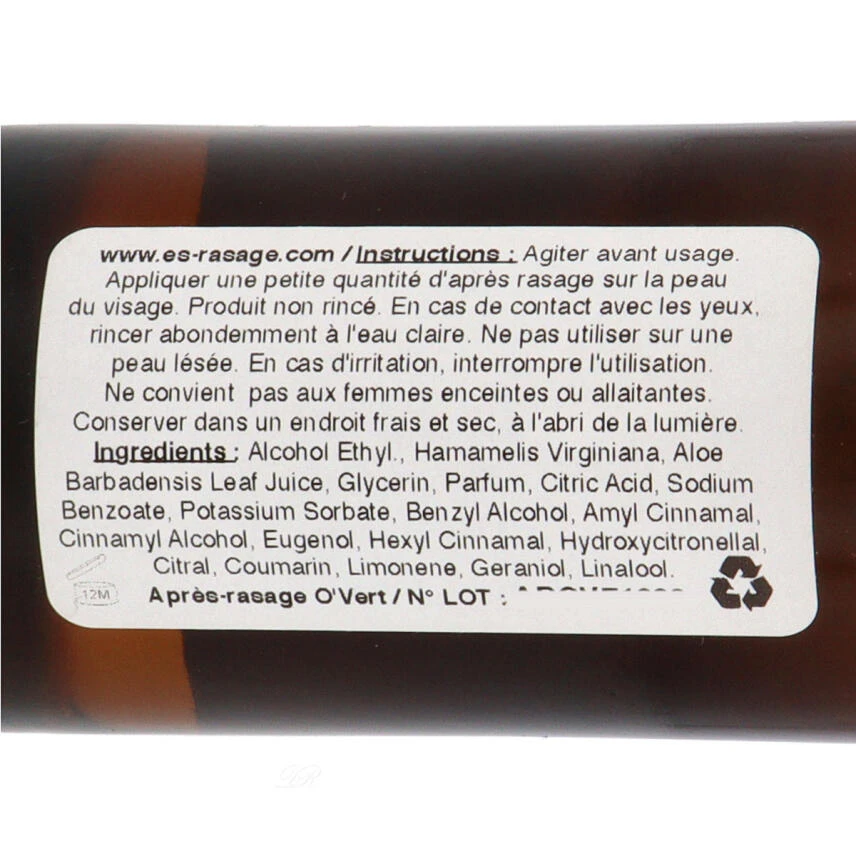 www.es-rasage.com / Instructions : Agiter avant usage.
Appliquer une petite quantité d'après rasage sur la peau
du visage. Produit non rincé. En cas de contact avec les yeux,
rincer abondemment à l'eau claire. Ne pas utiliser sur une
peau lésée. En cas d'irritation, interrompre l'utilisation.
Ne convient pas aux femmes enceintes ou allaitantes.
Conserver dans un endroit frais et sec, à l'abri de la lumière.
Ingredients : Alcohol Ethyl., Hamamelis Virginiana, Aloe
Barbadensis Leaf Juice, Glycerin, Parfum, Citric Acid, Sodium
Benzoate, Potassium Sorbate, Benzyl Alcohol, Amyl Cinnamal,
Cinnamyl Alcohol, Eugenol, Hexyl Cinnamal, Hydroxycitronellal,
Citral, Coumarin, Limonene, Geraniol, Linalool.
12M
Après-rasage O'Vert / N° LOT :